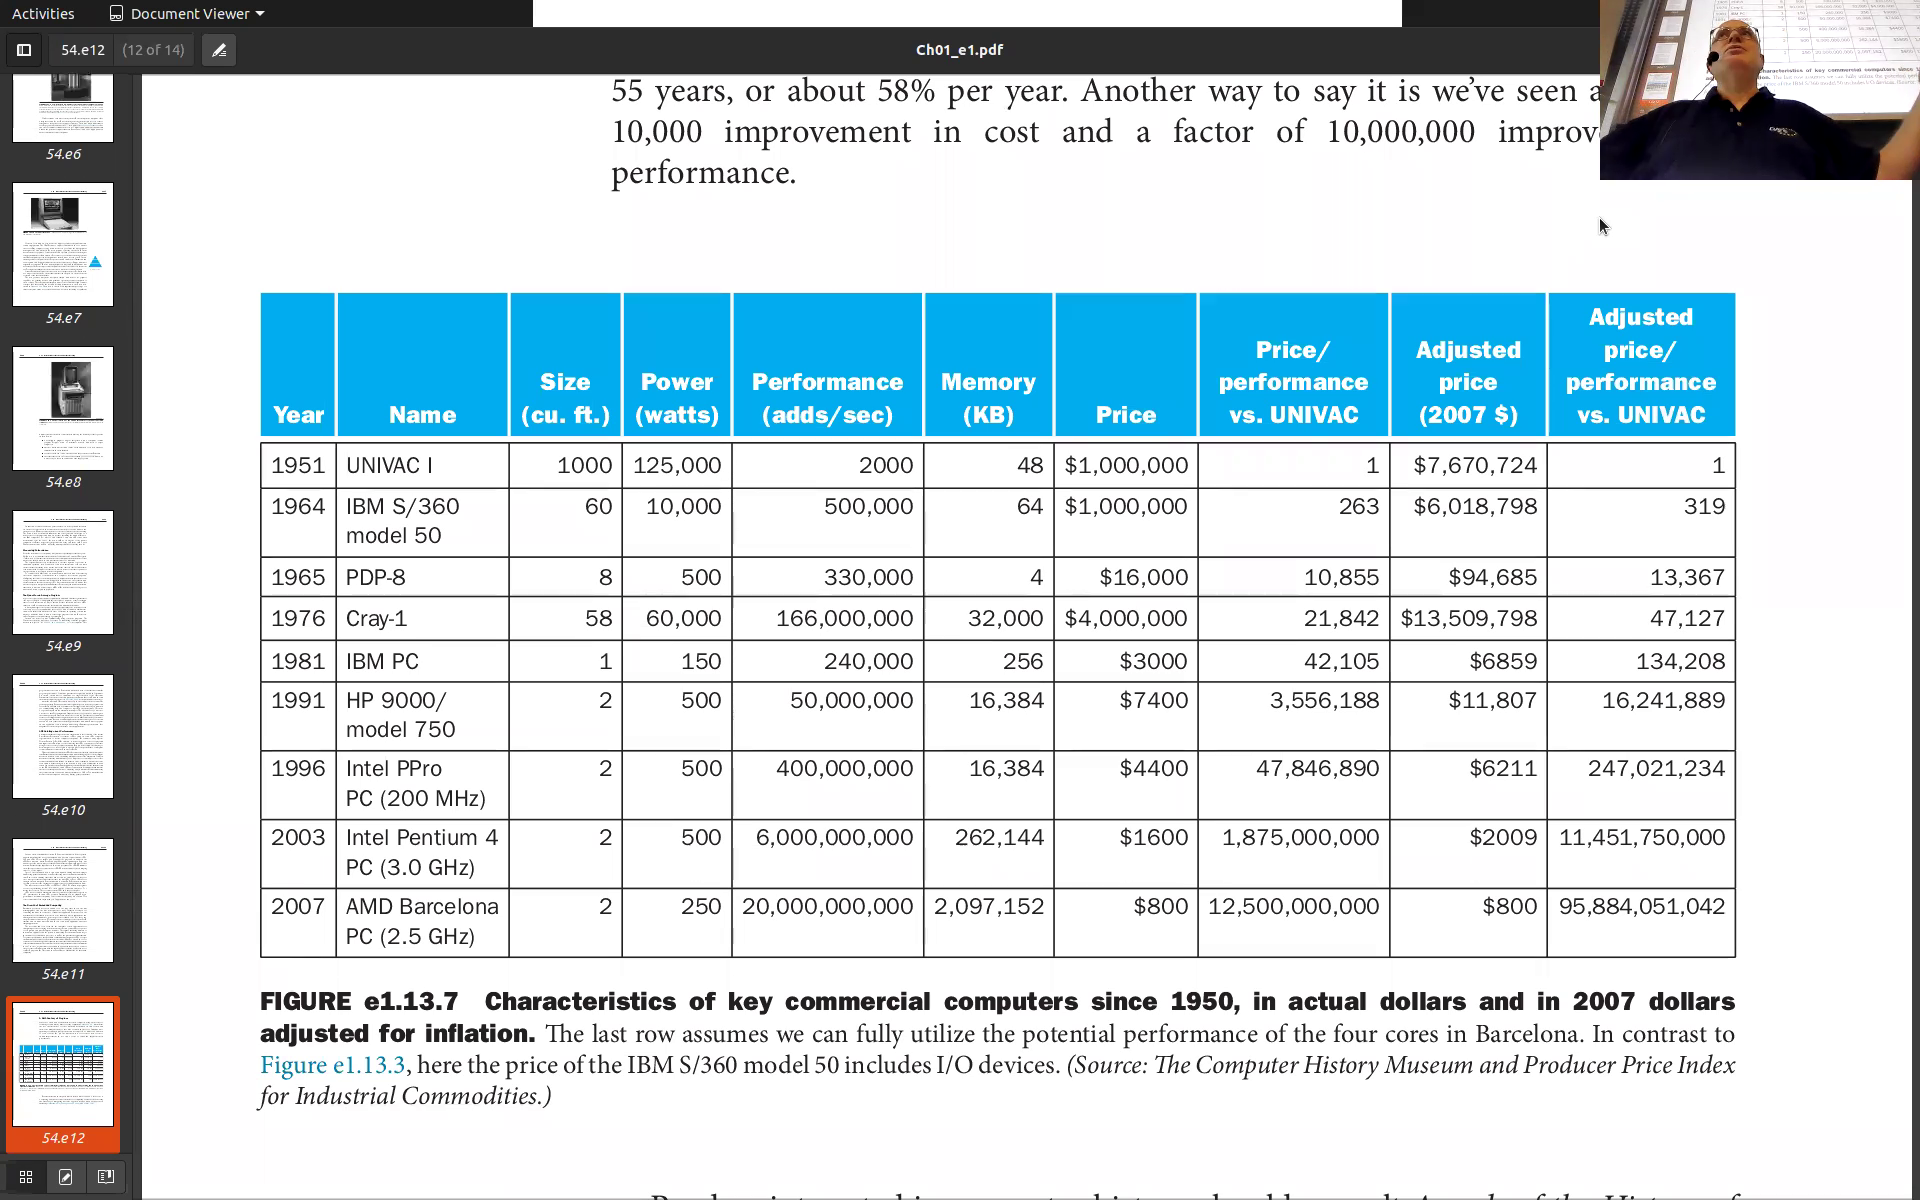 Activities
Document Viewer
54.e12 (12 of 14)
Ch01_e1.pdf
54.e6
54.e7
54.e8
54.e9
54.e10
54.e11
54.e12
55 years, or about 58% per year. Another way to say it is we've seen a
10,000 improvement in cost and a factor of 10,000,000 improv
performance.
Year Name Size (cu. ft.) Power (watts) Performance (adds/sec) Memory (KB) Price Price/ performance vs. UNIVAC Adjusted price (2007 $) Adjusted price/ performance vs. UNIVAC
1951 UNIVAC I 1000 125,000 2000 48 $1,000,000 1 $7,670,724 1
1964 IBM S/360 model 50 60 10,000 500,000 64 $1,000,000 263 $6,018,798 319
1965 PDP-8 8 500 330,000 4 $16,000 10,855 $94,685 13,367
1976 Cray-1 58 60,000 166,000,000 32,000 $4,000,000 21,842 $13,509,798 47,127
1981 IBM PC 1 150 240,000 256 $3000 42,105 $6859 134,208
1991 HP 9000/ model 750 2 500 50,000,000 16,384 $7400 3,556,188 $11,807 16,241,889
1996 Intel PPro PC (200 MHz) 2 500 400,000,000 16,384 $4400 47,846,890 $6211 247,021,234
2003 Intel Pentium 4 PC (3.0 GHz) 2 500 6,000,000,000 262,144 $1600 1,875,000,000 $2009 11,451,750,000
2007 AMD Barcelona PC (2.5 GHz) 2 250 20,000,000,000 2,097,152 $800 12,500,000,000 $800 95,884,051,042
FIGURE e1.13.7 Characteristics of key commercial computers since 1950, in actual dollars and in 2007 dollars
adjusted for inflation. The last row assumes we can fully utilize the potential performance of the four cores in Barcelona. In contrast to
Figure e1.13.3, here the price of the IBM S/360 model 50 includes I/O devices. (Source: The Computer History Museum and Producer Price Index
for Industrial Commodities.)